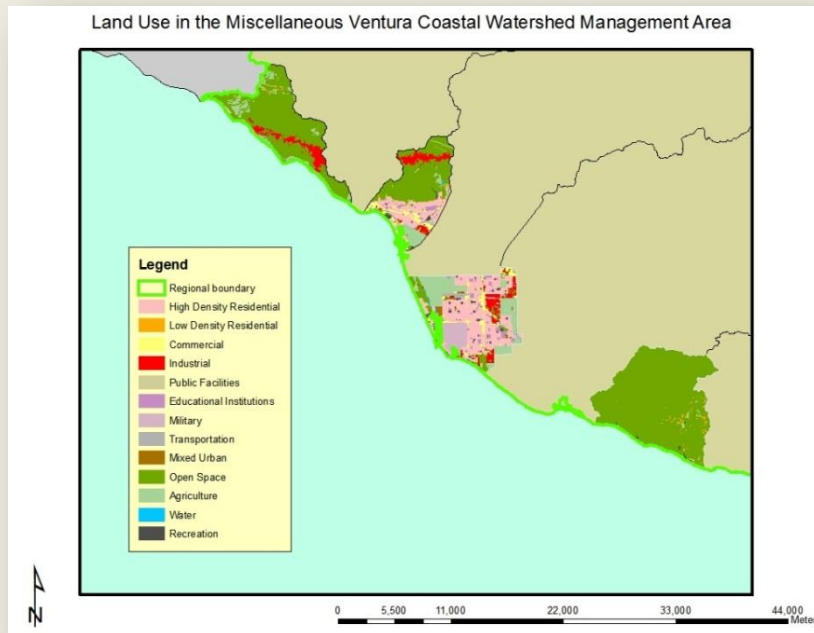 Land Use in the Miscellaneous Ventura Coastal Watershed Management Area
Legend
Regional boundary
High Density Residential
Low Density Residential
Commercial
Industrial
Public Facilities
Educational Institutions
Military
Transportation
Mixed Urban
Open Space
Agriculture
Water
Recreation
N
0 5,500 11,000 22,000 33,000 44,000